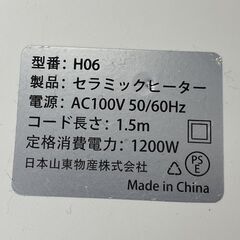 型番：H06
製品：セラミックヒーター
電源：AC100V 50/60Hz
コード長さ：1.5m
定格消費電力：1200W
日本山東物産株式会社
PS
E
Made in China